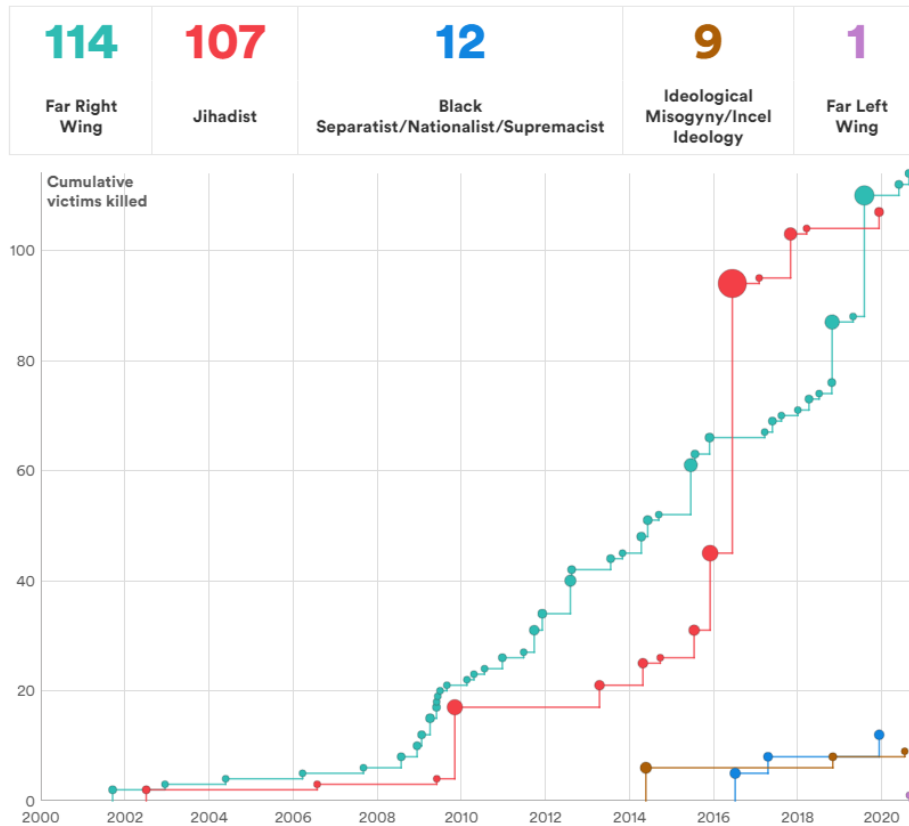 114
107
12
9
1
Far Right
Wing
Jihadist
Black
Separatist/Nationalist/Supremacist
Ideological
Misogyny/Incel
Ideology
Far Left
Wing
Cumulative
victims killed
100
80
60
40
20
0
2000
2002
2004
2006
2008
2010
2012
2014
2016
2018
2020